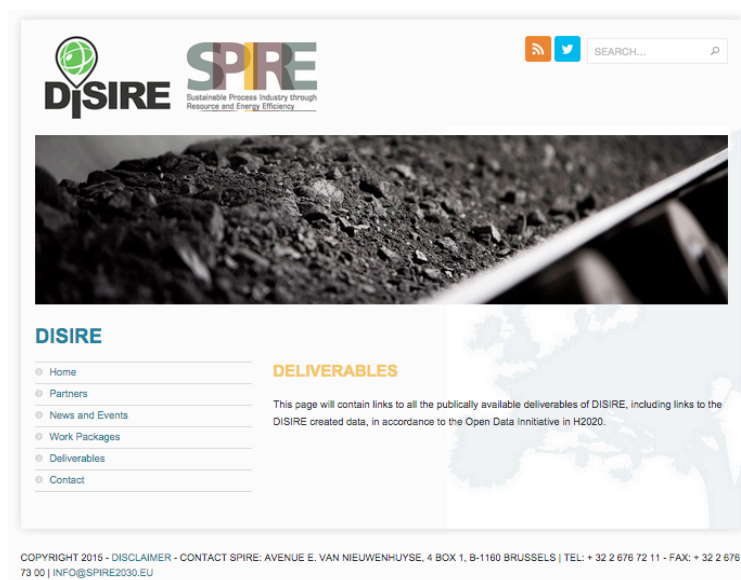 DiSIRE
SPIRE
Sustainable Process Industry through
Resource and Energy Efficiency
SEARCH...
DISIRE
Home
Partners
News and Events
Work Packages
Deliverables
Contact
DELIVERABLES
This page will contain links to all the publically available deliverables of DISIRE, including links to the
DISIRE created data, in accordance to the Open Data Innitiative in H2020.
COPYRIGHT 2015 - DISCLAIMER - CONTACT SPIRE: AVENUE E. VAN NIEUWENHUYSE, 4 BOX 1, B-1160 BRUSSELS | TEL: + 32 2 676 72 11 - FAX: + 32 2 676
73 00 | INFO@SPIRE2030.EU